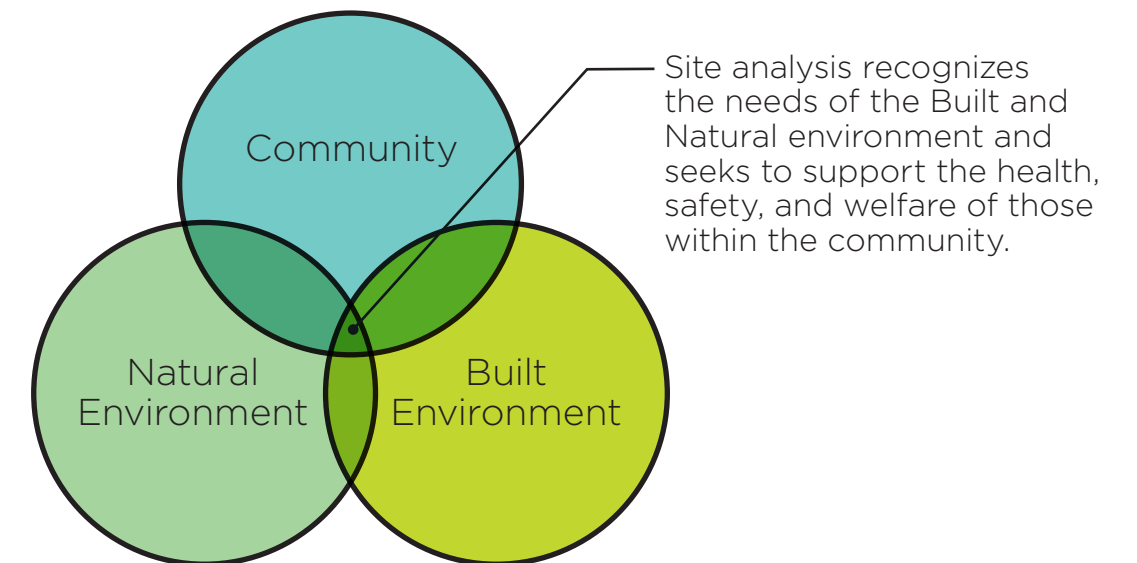 Community
Site analysis recognizes
the needs of the Built and
Natural environment and
seeks to support the health,
safety, and welfare of those
within the community.
Natural
Environment
Built
Environment